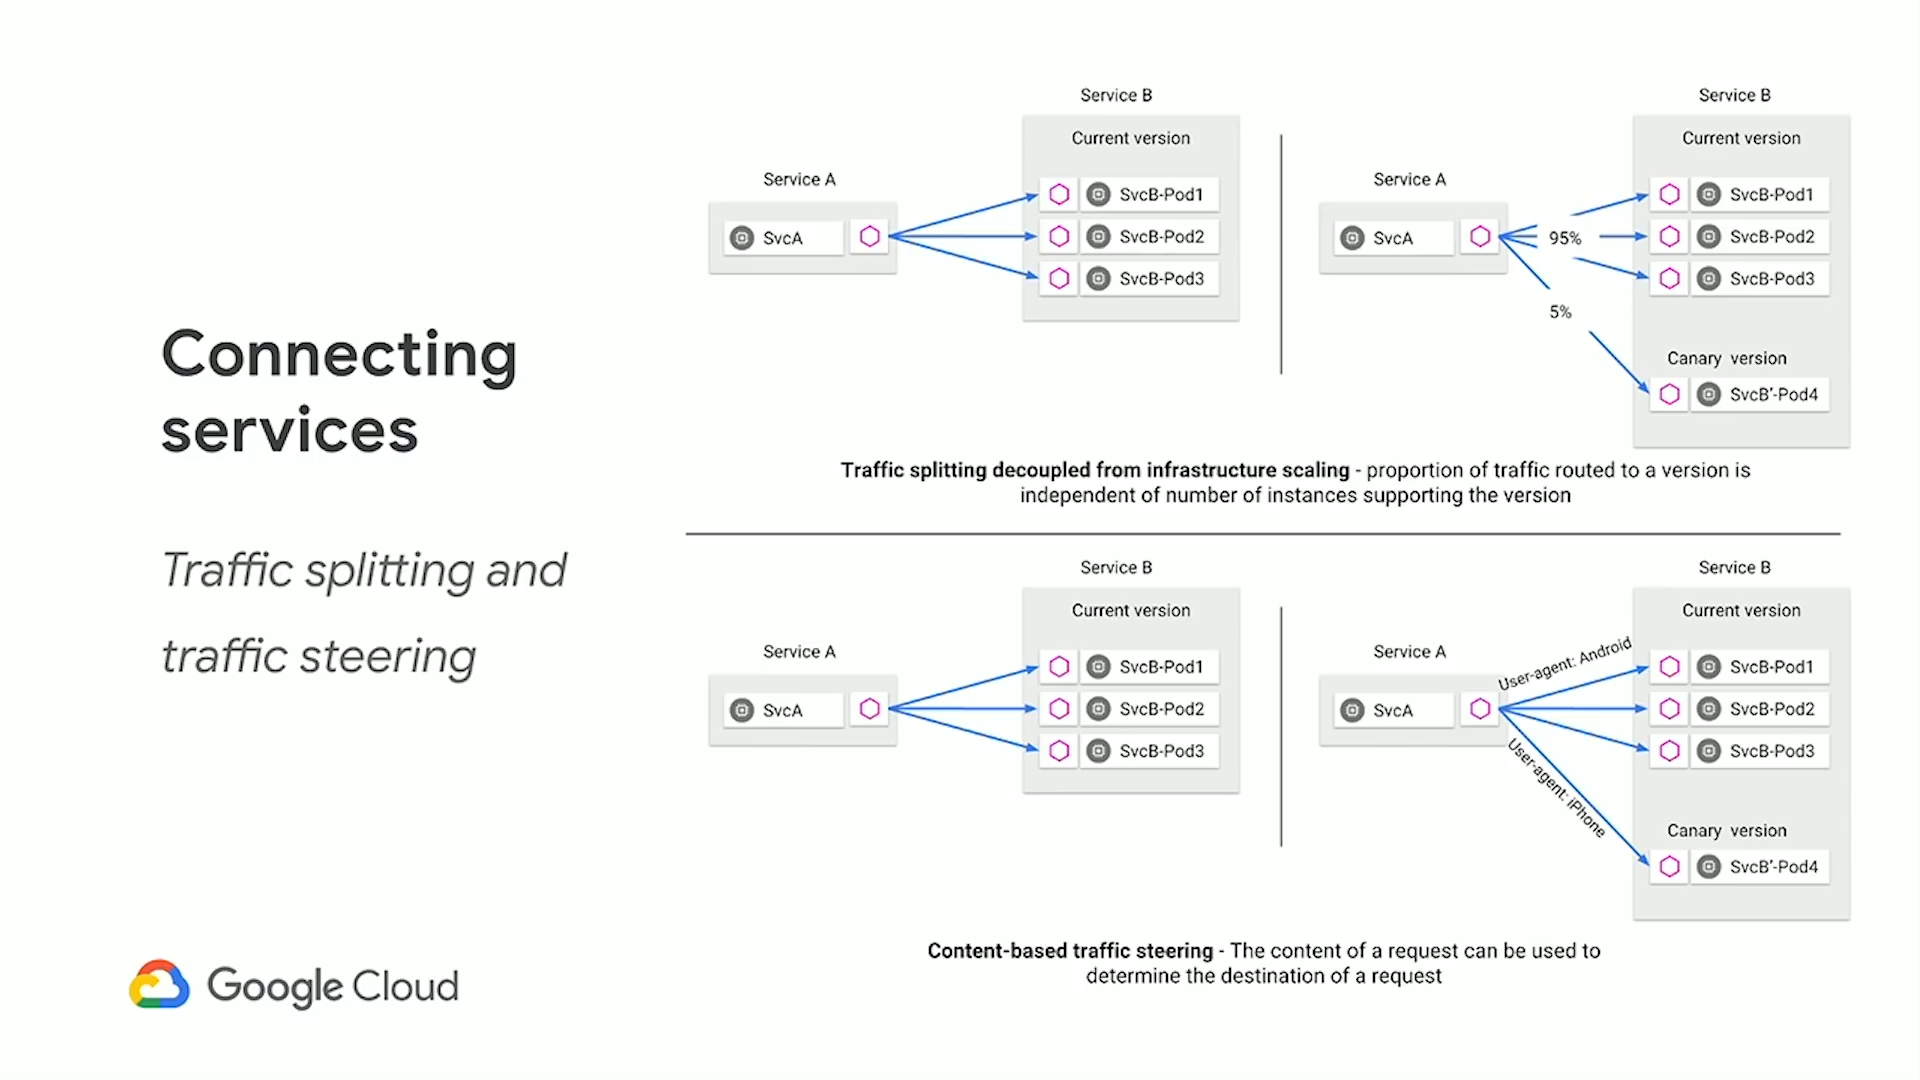 Connecting
services
Traffic splitting and
traffic steering
Google Cloud
Service A
SvcA
Service B
Current version
SvcB-Pod1
SvcB-Pod2
SvcB-Pod3
Service A
SvcA
95%
5%
Service B
Current version
SvcB-Pod1
SvcB-Pod2
SvcB-Pod3
Canary version
SvcB’-Pod4
Traffic splitting decoupled from infrastructure scaling - proportion of traffic routed to a version is
independent of number of instances supporting the version
Service A
SvcA
Service B
Current version
SvcB-Pod1
SvcB-Pod2
SvcB-Pod3
Service A
SvcA
User-agent: Android
User-agent: iPhone
Service B
Current version
SvcB-Pod1
SvcB-Pod2
SvcB-Pod3
Canary version
SvcB’-Pod4
Content-based traffic steering - The content of a request can be used to
determine the destination of a request